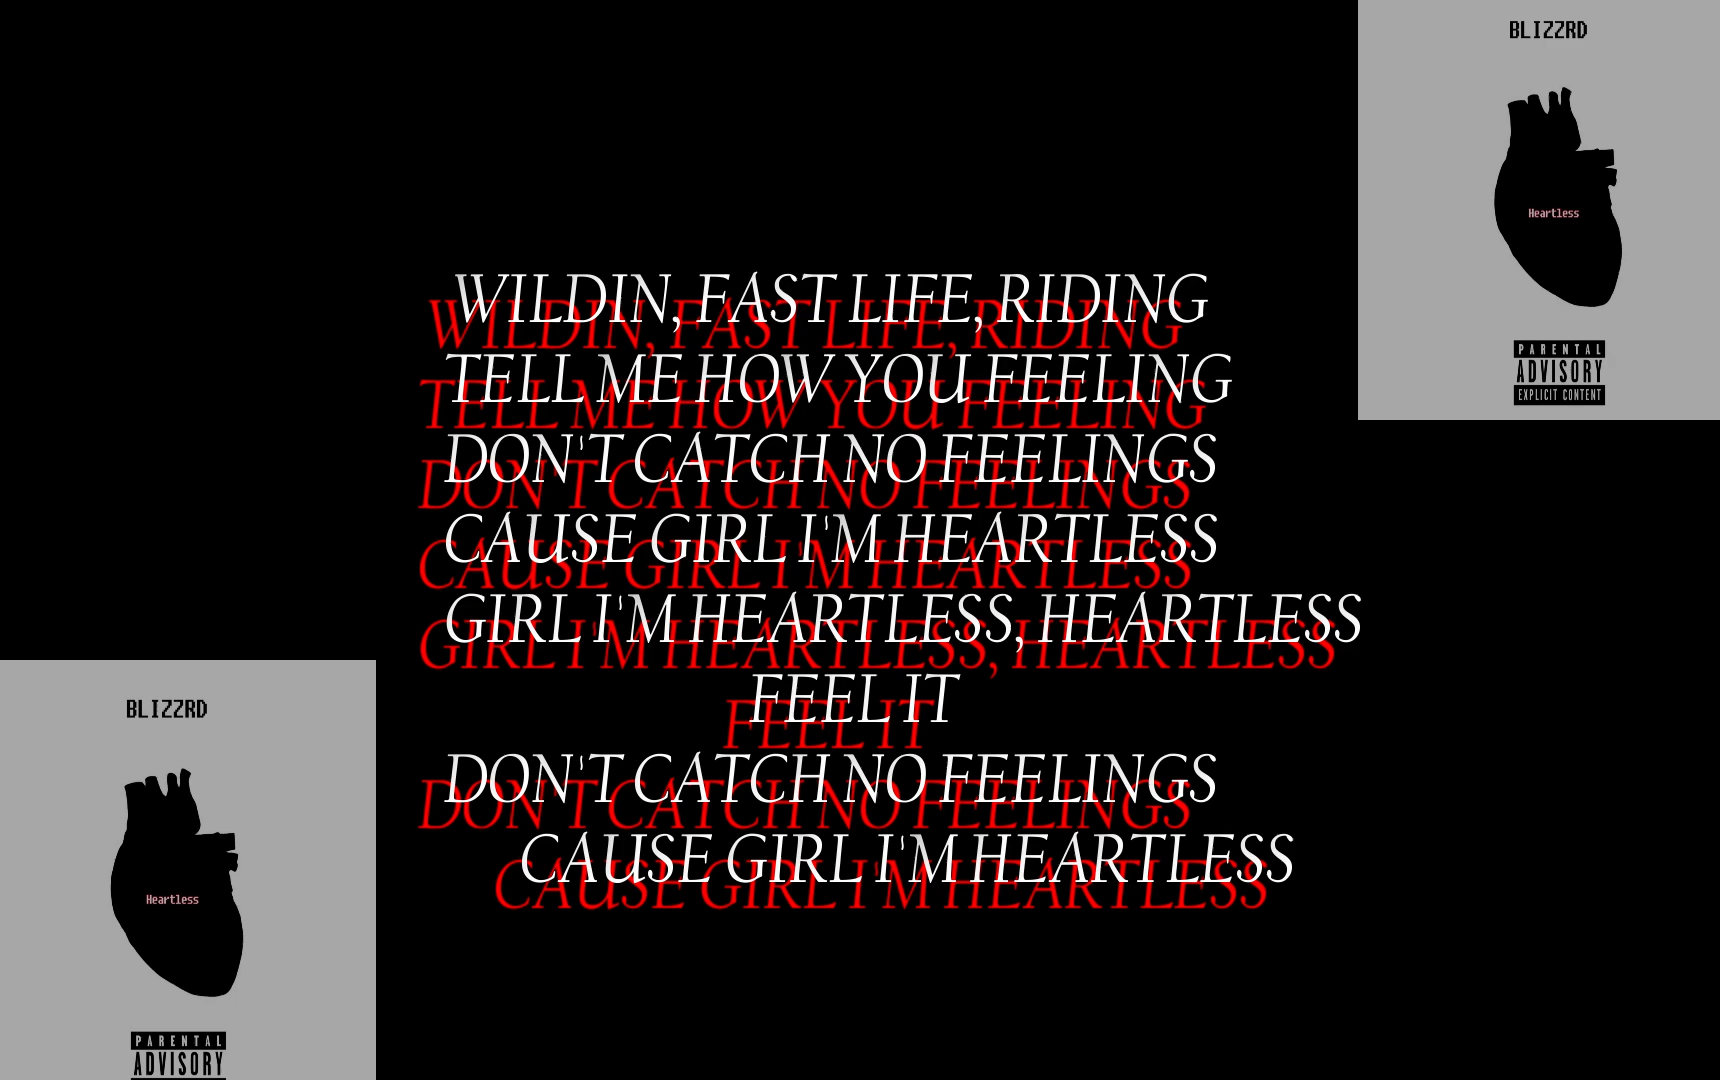 BLIZZRD
Heartless
PARENTAL
ADVISORY
EXPLICIT CONTENT
WILDIN, FAST LIFE, RIDING
TELL ME HOW YOU FEELING
DON'T CATCH NO FEELINGS
CAUSE GIRL I'M HEARTLESS
GIRL I'M HEARTLESS, HEARTLESS
FEEL IT
DON'T CATCH NO FEELINGS
CAUSE GIRL I'M HEARTLESS
BLIZZRD
Heartless
PARENTAL
ADVISORY